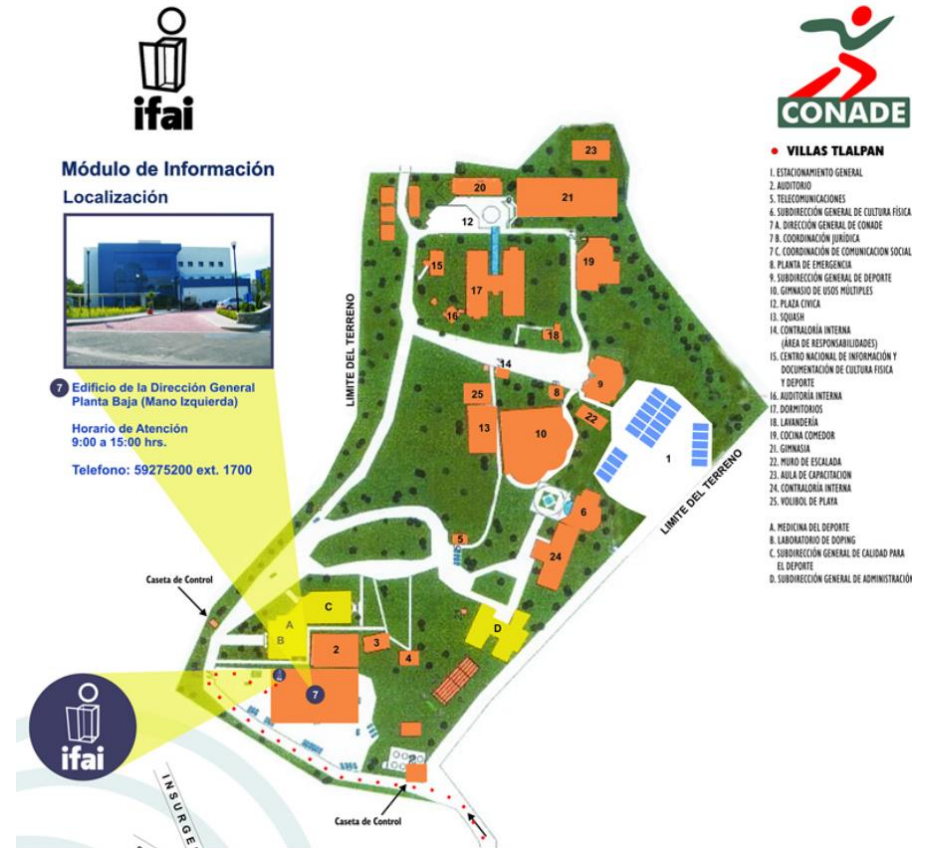 ifai
Módulo de Información
Localización
7 Edificio de la Dirección General
Planta Baja (Mano Izquierda)
Horario de Atención
9:00 a 15:00 hrs.
Telefono: 59275200 ext. 1700
CONADE
• VILLAS TLALPAN
1. ESTACIONAMIENTO GENERAL
2. AUDITORIO
5. TELECOMUNICACIONES
6. SUBDIRECCIÓN GENERAL DE CULTURA FÍSICA
7 A. DIRECCIÓN GENERAL DE CONADE
7 B. COORDINACIÓN JURÍDICA
7 C. COORDINACIÓN DE COMUNICACION SOCIAL
8. PLANTA DE EMERGENCIA
9. SUBDIRECCIÓN GENERAL DE DEPORTE
10. GIMNASIO DE USOS MÚLTIPLES
12. PLAZA CIVICA
13. SQUASH
14. CONTRALORÍA INTERNA
(ÁREA DE RESPONSABILIDADES)
15. CENTRO NACIONAL DE INFORMACIÓN Y
DOCUMENTACIÓN DE CULTURA FISICA
Y DEPORTE
16. AUDITORÍA INTERNA
17. DORMITORIOS
18. LAVANDERÍA
19. COCINA COMEDOR
21. GIMNASIA
22. MURO DE ESCALADA
23. AULA DE CAPACITACION
24. CONTRALORÍA INTERNA
25. VOLIBOL DE PLAYA
A. MEDICINA DEL DEPORTE
B. LABORATORIO DE DOPING
C. SUBDIRECCIÓN GENERAL DE CALIDAD PARA
EL DEPORTE
D. SUBDIRECCIÓN GENERAL DE ADMINISTRACIÓN
23
20
21
12
19
15
17
16
18
14
9
8
25
22
13
10
1
6
5
24
LIMITE DEL TERRENO
LIMITE DEL TERRENO
Caseta de Control
C
A
B
D
2
3
4
7
ifai
Caseta de Control
INSURGE